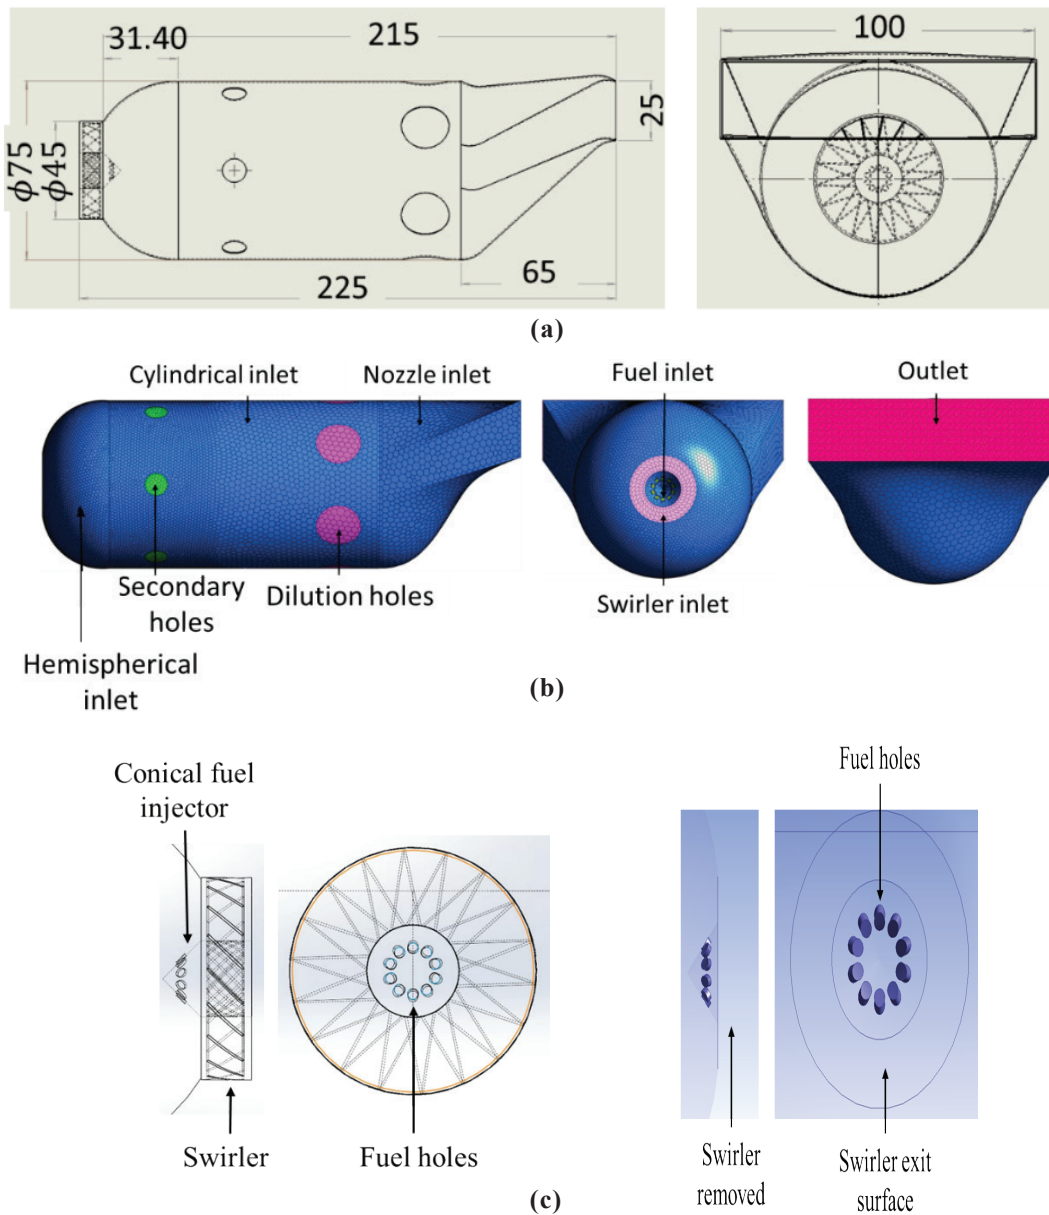 31.40
215
100
ϕ75
ϕ45
25
65
225
(a)
Cylindrical inlet
Nozzle inlet
Fuel inlet
Outlet
Secondary
holes
Dilution holes
Swirler inlet
Hemispherical
inlet
(b)
Conical fuel
injector
Fuel holes
Swirler
Fuel holes
Swirler
removed
Swirler exit
surface
(c)